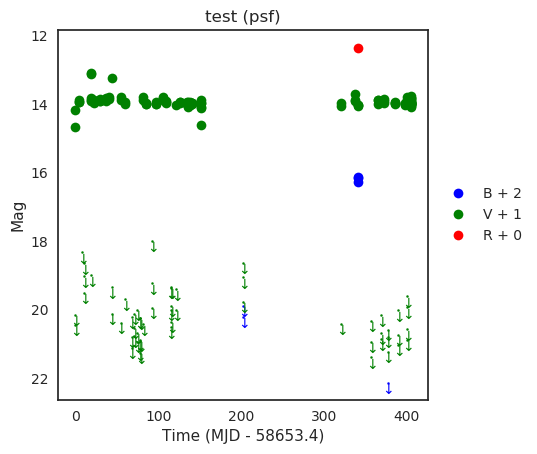 test (psf)
12
14
16
18
20
22
Mag
0
100
200
300
400
Time (MJD - 58653.4)
B + 2
V + 1
R + 0